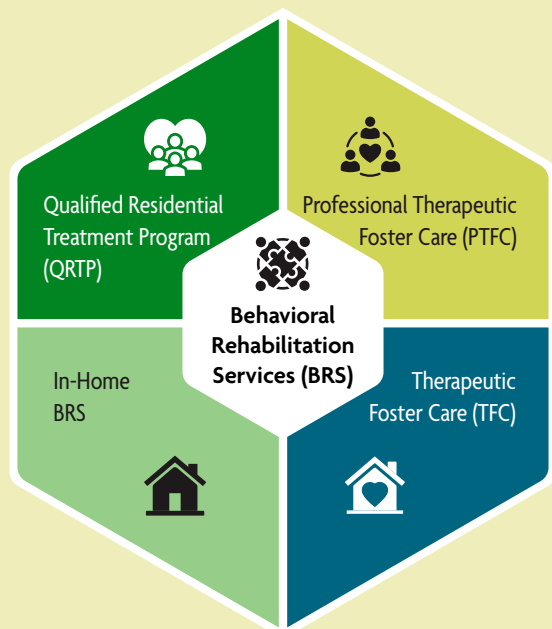 Qualified Residential
Treatment Program
(QRTP)
Professional Therapeutic
Foster Care (PTFC)
Behavioral
Rehabilitation
Services (BRS)
In-Home
BRS
Therapeutic
Foster Care (TFC)